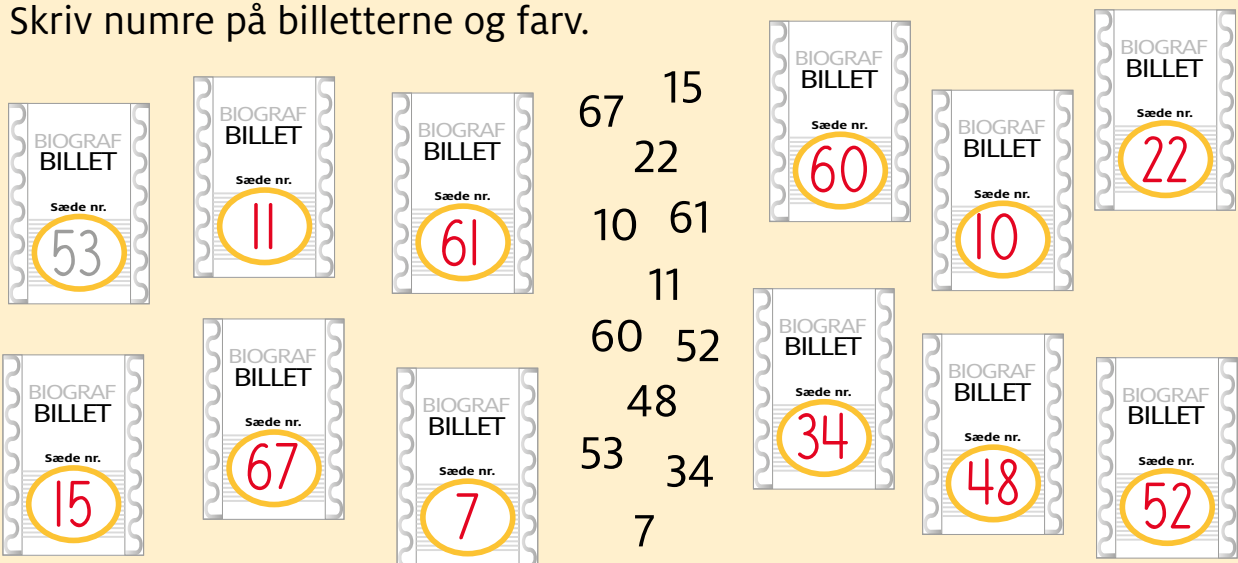 Skriv numre på billetterne og farv.
BIOGRAF
BILLET
Sæde nr.
53
BIOGRAF
BILLET
Sæde nr.
11
BIOGRAF
BILLET
Sæde nr.
61
BIOGRAF
BILLET
Sæde nr.
15
BIOGRAF
BILLET
Sæde nr.
67
BIOGRAF
BILLET
Sæde nr.
7
67 15
22
10 61
11
60 52
48
53 34
7
BIOGRAF
BILLET
Sæde nr.
60
BIOGRAF
BILLET
Sæde nr.
10
BIOGRAF
BILLET
Sæde nr.
22
BIOGRAF
BILLET
Sæde nr.
34
BIOGRAF
BILLET
Sæde nr.
48
BIOGRAF
BILLET
Sæde nr.
52